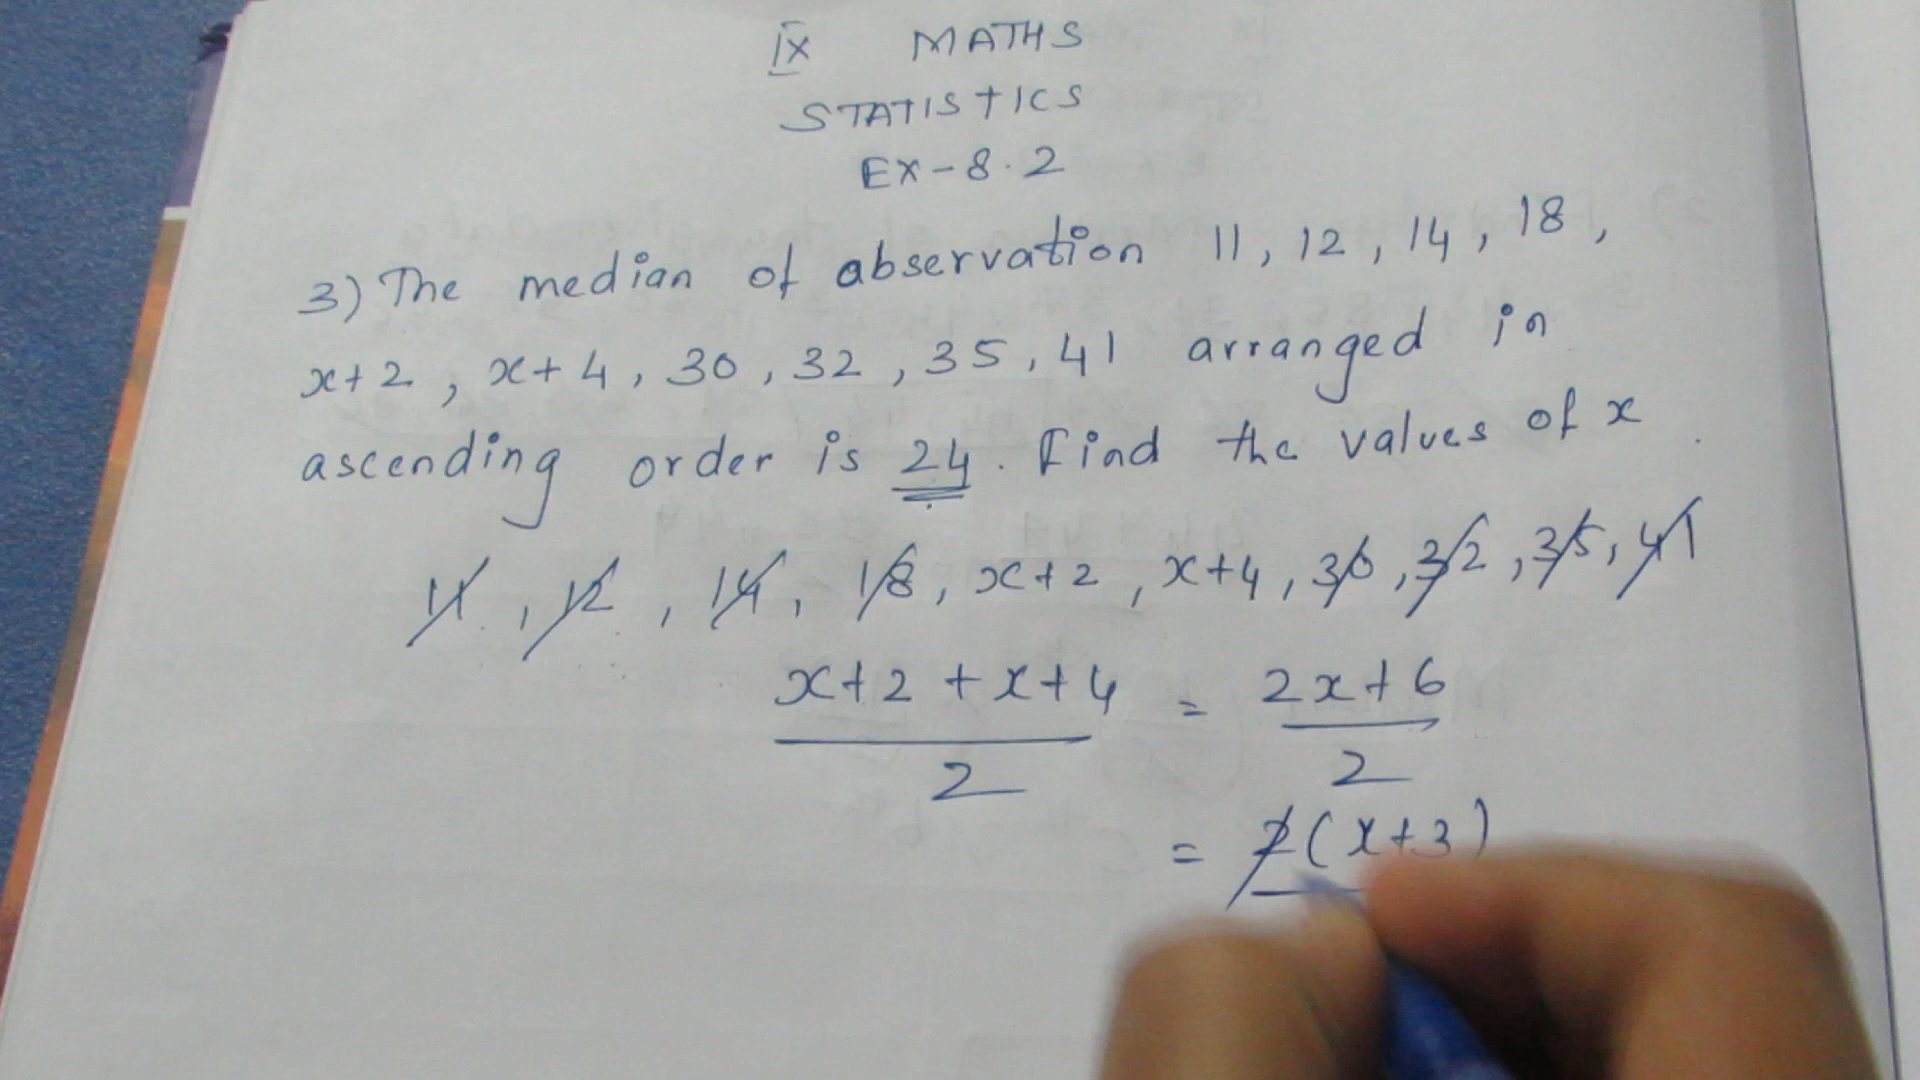 IX MATHS
STATISTICS
EX-8.2
3) The median of observation 11, 12, 14, 18,
x+2, x+4, 30, 32, 35, 41 arranged in
ascending order is 24. Find the values of x.
11, 12, 14, 18, x+2, x+4, 30, 32, 35, 41
x+2+x+4 = 2x+6
2 2
= 2(x+3)